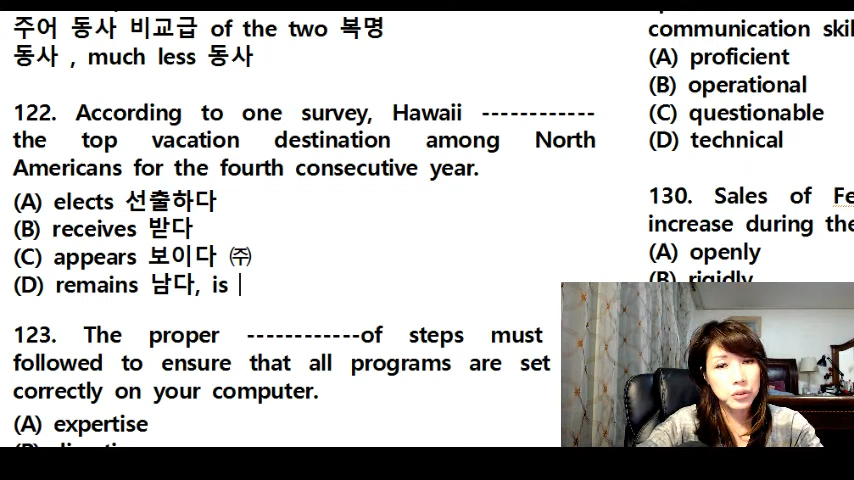 주어 동사 비교급 of the two 복명
동사 , much less 동사
122. According to one survey, Hawaii ------------
the top vacation destination among North
Americans for the fourth consecutive year.
(A) elects 선출하다
(B) receives 받다
(C) appears 보이다 ㈜
(D) remains 남다, is
123. The proper ------------of steps must
followed to ensure that all programs are set
correctly on your computer.
(A) expertise
communication skil
(A) proficient
(B) operational
(C) questionable
(D) technical
130. Sales of Fe
increase during the
(A) openly
(B) rigidly